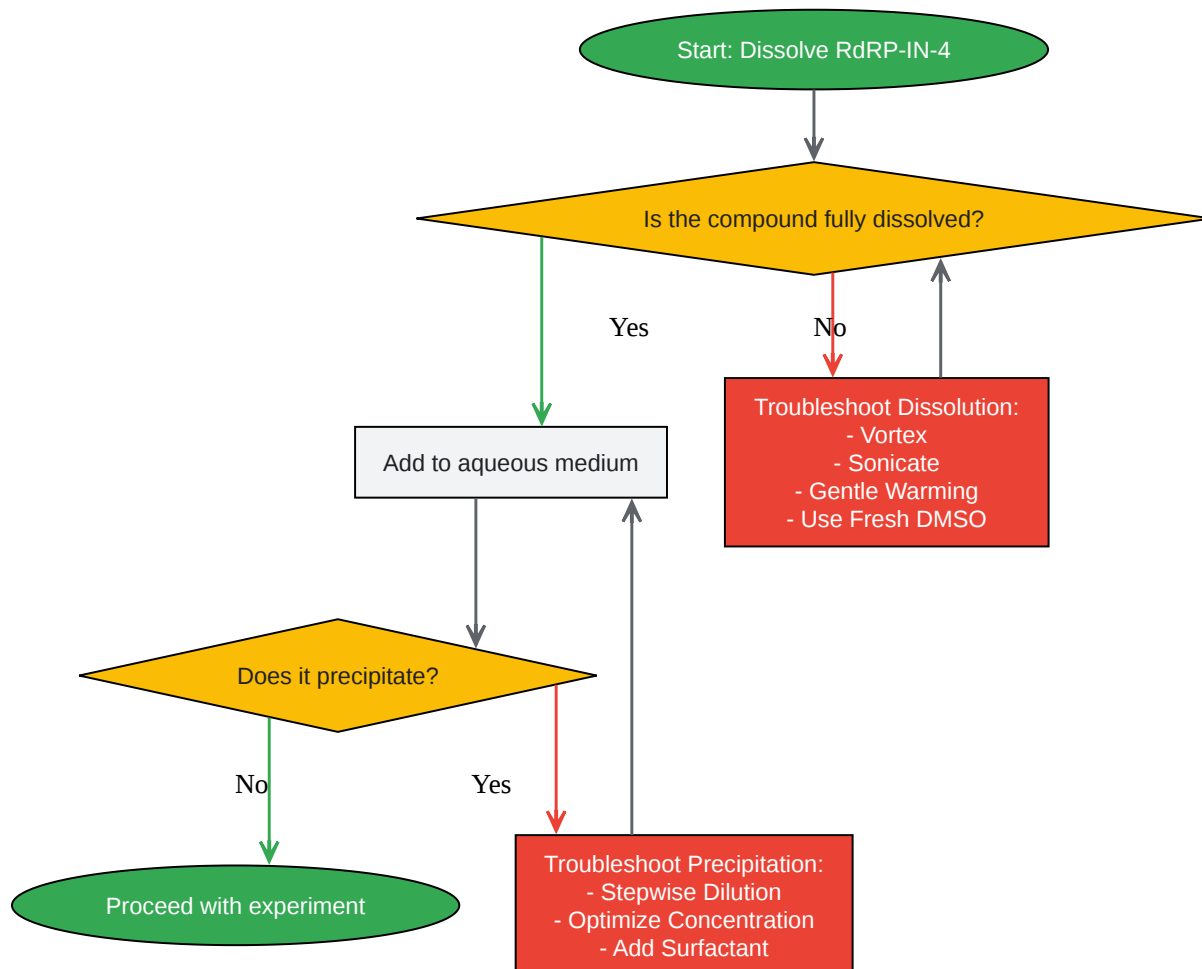 Start: Dissolve RdRP-IN-4
Is the compound fully dissolved?
Yes
No
Troubleshoot Dissolution:
- Vortex
- Sonicate
- Gentle Warming
- Use Fresh DMSO
Add to aqueous medium
Does it precipitate?
No
Yes
Troubleshoot Precipitation:
- Stepwise Dilution
- Optimize Concentration
- Add Surfactant
Proceed with experiment